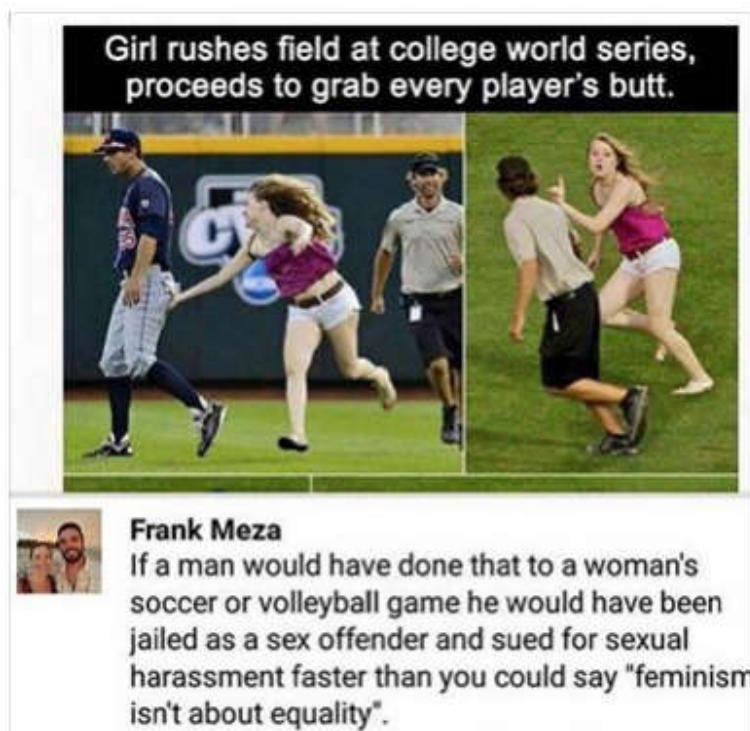 Girl rushes field at college world series,
proceeds to grab every player's butt.
Frank Meza
If a man would have done that to a woman's
soccer or volleyball game he would have been
jailed as a sex offender and sued for sexual
harassment faster than you could say "feminism
isn't about equality".